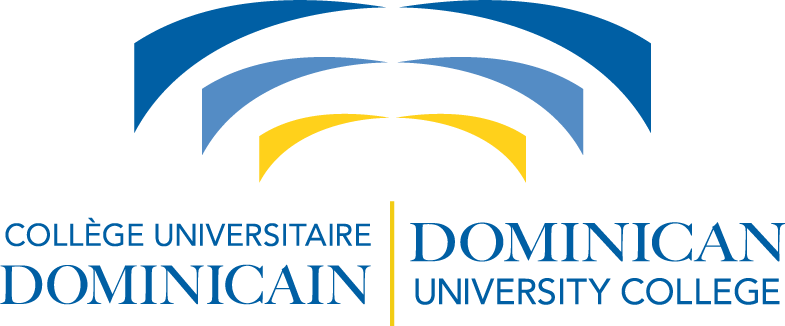 COLLÈGE UNIVERSITAIRE
DOMINICAIN
DOMINICAN
UNIVERSITY COLLEGE